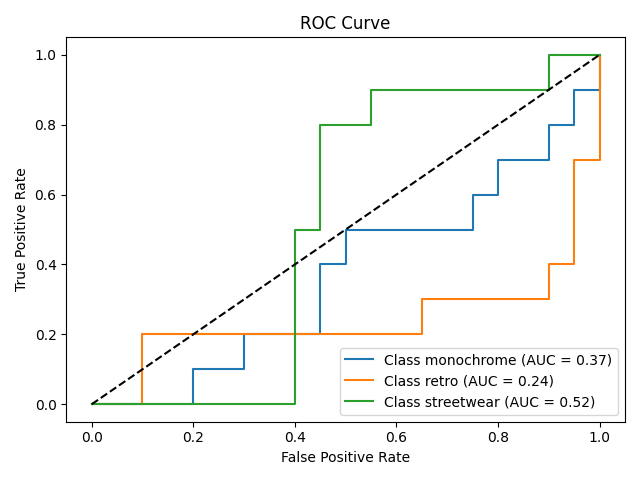 ROC Curve
True Positive Rate
1.0
0.8
0.6
0.4
0.2
0.0
0.0 0.2 0.4 0.6 0.8 1.0
False Positive Rate
Class monochrome (AUC = 0.37)
Class retro (AUC = 0.24)
Class streetwear (AUC = 0.52)